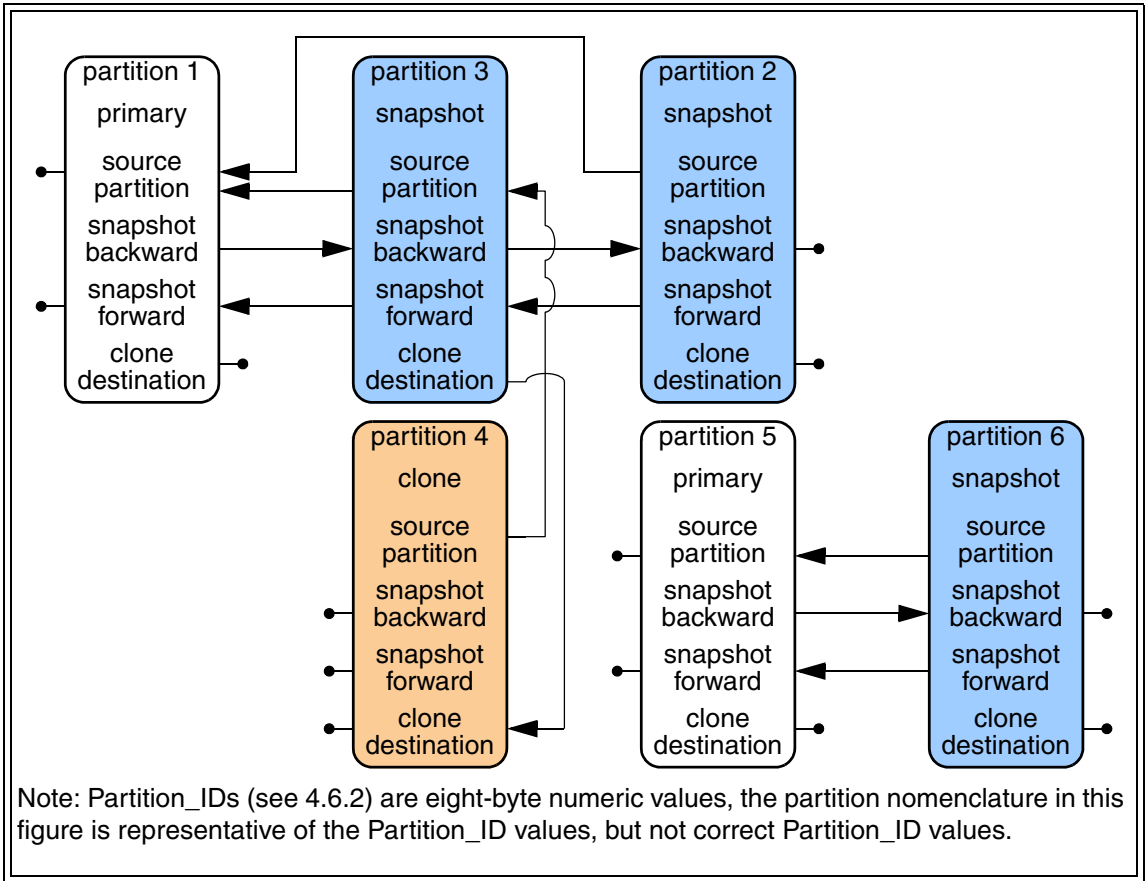 partition 1
primary
source
partition
snapshot
backward
snapshot
forward
clone
destination
partition 3
snapshot
source
partition
snapshot
backward
snapshot
forward
clone
destination
partition 2
snapshot
source
partition
snapshot
backward
snapshot
forward
clone
destination
partition 4
clone
source
partition
snapshot
backward
snapshot
forward
clone
destination
partition 5
primary
source
partition
snapshot
backward
snapshot
forward
clone
destination
partition 6
snapshot
source
partition
snapshot
backward
snapshot
forward
clone
destination
Note: Partition_IDs (see 4.6.2) are eight-byte numeric values, the partition nomenclature in this
figure is representative of the Partition_ID values, but not correct Partition_ID values.